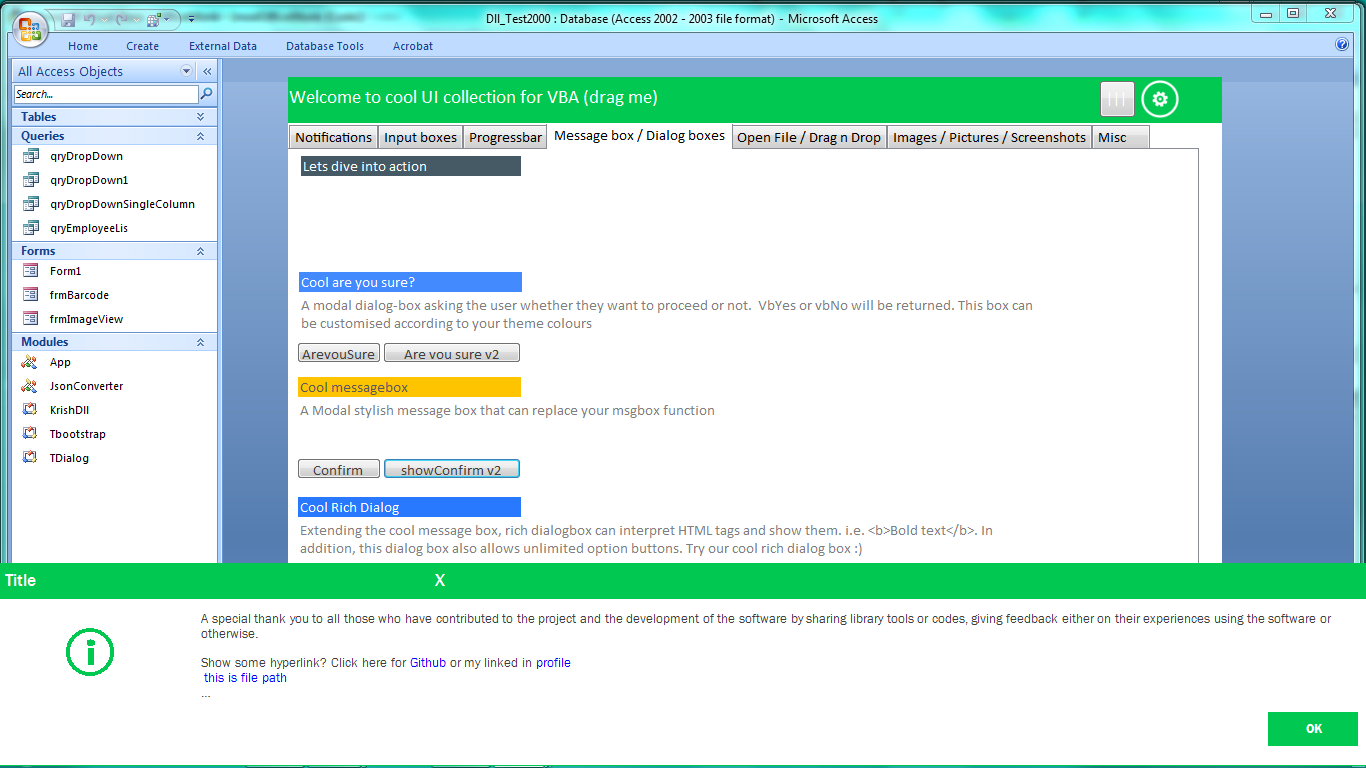 Dll_Test2000 : Database (Access 2002 - 2003 file format) - Microsoft Access
Home Create External Data Database Tools Acrobat
All Access Objects
Search...
Tables
Queries
qryDropDown
qryDropDown1
qryDropDownSingleColumn
qryEmployeeLis
Forms
Form1
frmBarcode
frmImageView
Modules
App
JsonConverter
KrishDll
Tbootstrap
TDialog
Welcome to cool UI collection for VBA (drag me)
Notifications Input boxes Progressbar Message box / Dialog boxes Open File / Drag n Drop Images / Pictures / Screenshots Misc
Lets dive into action
Cool are you sure?
A modal dialog-box asking the user whether they want to proceed or not.  VbYes or vbNo will be returned. This box can
be customised according to your theme colours
AreyouSure Are you sure v2
Cool messagebox
A Modal stylish message box that can replace your msgbox function
Confirm showConfirm v2
Cool Rich Dialog
Extending the cool message box, rich dialogbox can interpret HTML tags and show them. i.e. <b>Bold text</b>. In
addition, this dialog box also allows unlimited option buttons. Try our cool rich dialog box :)
Title X
A special thank you to all those who have contributed to the project and the development of the software by sharing library tools or codes, giving feedback either on their experiences using the software or
otherwise.
Show some hyperlink? Click here for Github or my linked in profile
this is file path
...
OK